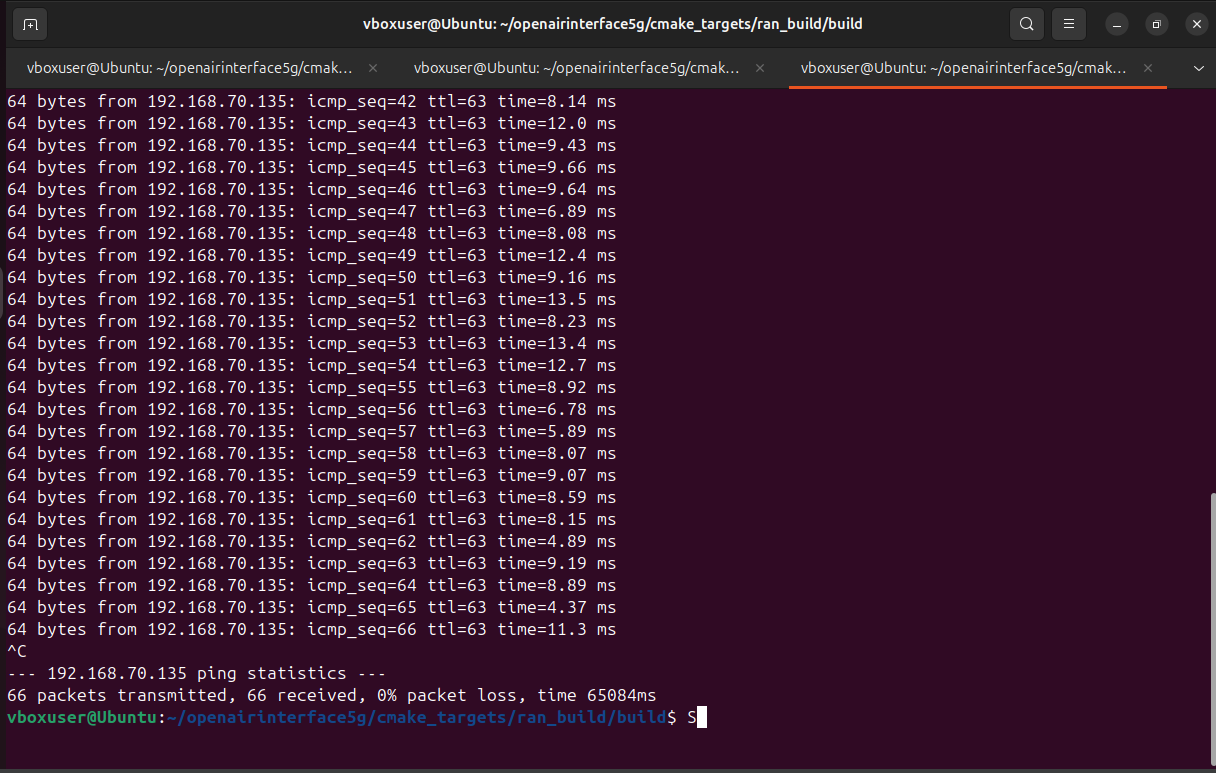 vboxuser@Ubuntu: ~/openairinterface5g/cmake_targets/ran_build/build
vboxuser@Ubuntu: ~/openairinterface5g/cmak...
vboxuser@Ubuntu: ~/openairinterface5g/cmak...
vboxuser@Ubuntu: ~/openairinterface5g/cmak...
64 bytes from 192.168.70.135: icmp_seq=42 ttl=63 time=8.14 ms
64 bytes from 192.168.70.135: icmp_seq=43 ttl=63 time=12.0 ms
64 bytes from 192.168.70.135: icmp_seq=44 ttl=63 time=9.43 ms
64 bytes from 192.168.70.135: icmp_seq=45 ttl=63 time=9.66 ms
64 bytes from 192.168.70.135: icmp_seq=46 ttl=63 time=9.64 ms
64 bytes from 192.168.70.135: icmp_seq=47 ttl=63 time=6.89 ms
64 bytes from 192.168.70.135: icmp_seq=48 ttl=63 time=8.08 ms
64 bytes from 192.168.70.135: icmp_seq=49 ttl=63 time=12.4 ms
64 bytes from 192.168.70.135: icmp_seq=50 ttl=63 time=9.16 ms
64 bytes from 192.168.70.135: icmp_seq=51 ttl=63 time=13.5 ms
64 bytes from 192.168.70.135: icmp_seq=52 ttl=63 time=8.23 ms
64 bytes from 192.168.70.135: icmp_seq=53 ttl=63 time=13.4 ms
64 bytes from 192.168.70.135: icmp_seq=54 ttl=63 time=12.7 ms
64 bytes from 192.168.70.135: icmp_seq=55 ttl=63 time=8.92 ms
64 bytes from 192.168.70.135: icmp_seq=56 ttl=63 time=6.78 ms
64 bytes from 192.168.70.135: icmp_seq=57 ttl=63 time=5.89 ms
64 bytes from 192.168.70.135: icmp_seq=58 ttl=63 time=8.07 ms
64 bytes from 192.168.70.135: icmp_seq=59 ttl=63 time=9.07 ms
64 bytes from 192.168.70.135: icmp_seq=60 ttl=63 time=8.59 ms
64 bytes from 192.168.70.135: icmp_seq=61 ttl=63 time=8.15 ms
64 bytes from 192.168.70.135: icmp_seq=62 ttl=63 time=4.89 ms
64 bytes from 192.168.70.135: icmp_seq=63 ttl=63 time=9.19 ms
64 bytes from 192.168.70.135: icmp_seq=64 ttl=63 time=8.89 ms
64 bytes from 192.168.70.135: icmp_seq=65 ttl=63 time=4.37 ms
64 bytes from 192.168.70.135: icmp_seq=66 ttl=63 time=11.3 ms
^C
--- 192.168.70.135 ping statistics ---
66 packets transmitted, 66 received, 0% packet loss, time 65084ms
vboxuser@Ubuntu:~/openairinterface5g/cmake_targets/ran_build/build$ S